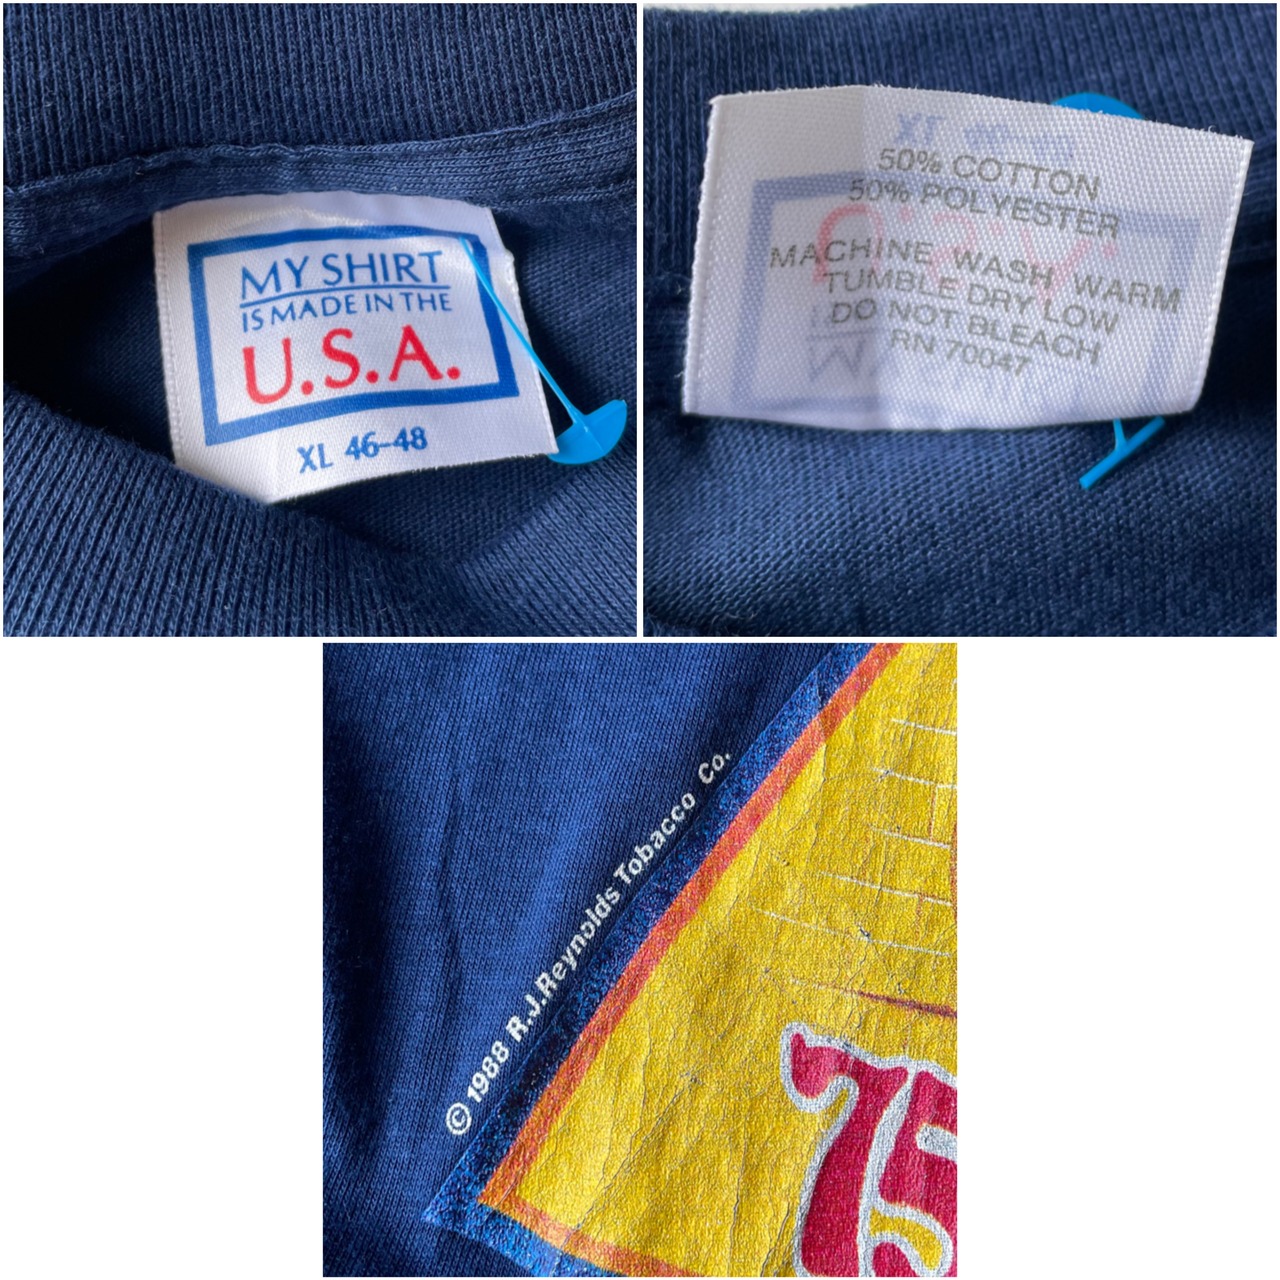 MY SHIRT
IS MADE IN THE
U.S.A.
XL 46-48
50% COTTON
50% POLYESTER
MACHINE WASH WARM
TUMBLE DRY LOW
DO NOT BLEACH
RN 70047
© 1988 R.J.Reynolds Tobacco Co.
75